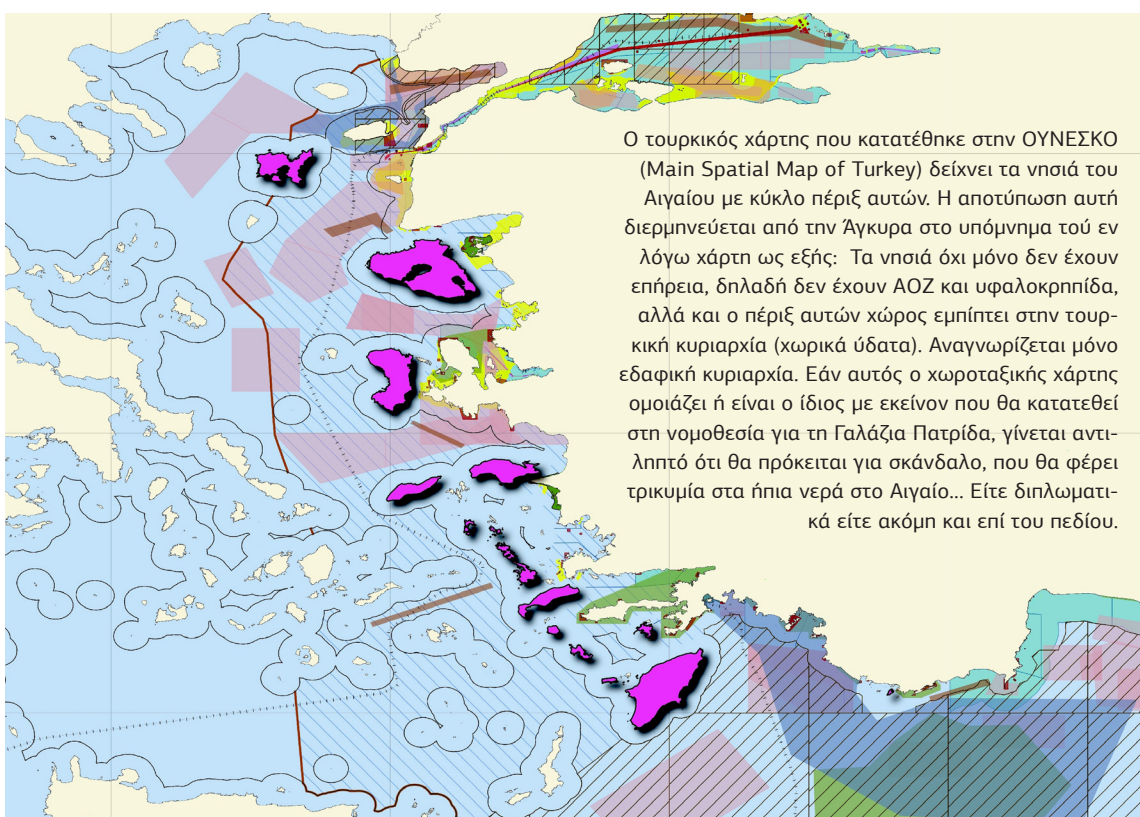 Ο τουρκικός χάρτης που κατατέθηκε στην ΟΥΝΕΣΚΟ
(Main Spatial Map of Turkey) δείχνει τα νησιά του
Αιγαίου με κύκλο πέριξ αυτών. Η αποτύπωση αυτή
διερμηνεύεται από την Άγκυρα στο υπόμνημα τού εν
λόγω χάρτη ως εξής: Τα νησιά όχι μόνο δεν έχουν
επήρεια, δηλαδή δεν έχουν ΑΟΖ και υφαλοκρηπίδα,
αλλά και ο πέριξ αυτών χώρος εμπίπτει στην τουρ-
κική κυριαρχία (χωρικά ύδατα). Αναγνωρίζεται μόνο
εδαφική κυριαρχία. Εάν αυτός ο χωροταξικός χάρτης
ομοιάζει ή είναι ο ίδιος με εκείνον που θα κατατεθεί
στη νομοθεσία για τη Γαλάζια Πατρίδα, γίνεται αντι-
ληπτό ότι θα πρόκειται για σκάνδαλο, που θα φέρει
τρικυμία στα ήπια νερά στο Αιγαίο... Είτε διπλωματι-
κά είτε ακόμη και επί του πεδίου.